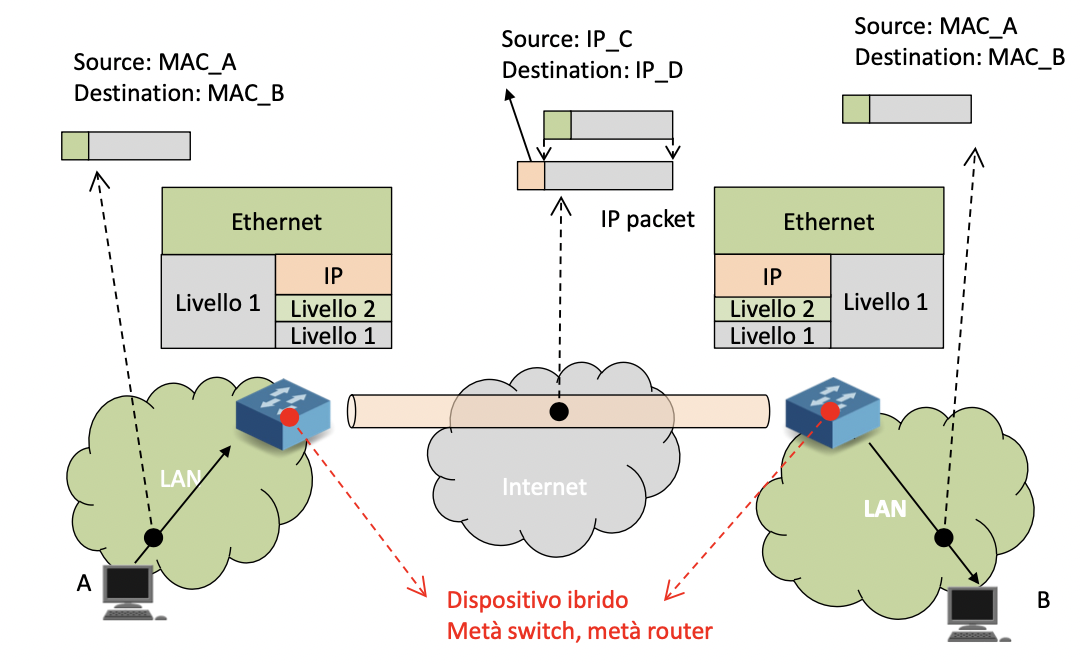 Source: MAC_A
Destination: MAC_B
Source: IP_C
Destination: IP_D
Source: MAC_A
Destination: MAC_B
IP packet
Ethernet
Livello 1
IP
Livello 2
Livello 1
Ethernet
IP
Livello 2
Livello 1
Livello 1
LAN
Internet
LAN
A
B
Dispositivo ibrido
Metà switch, metà router